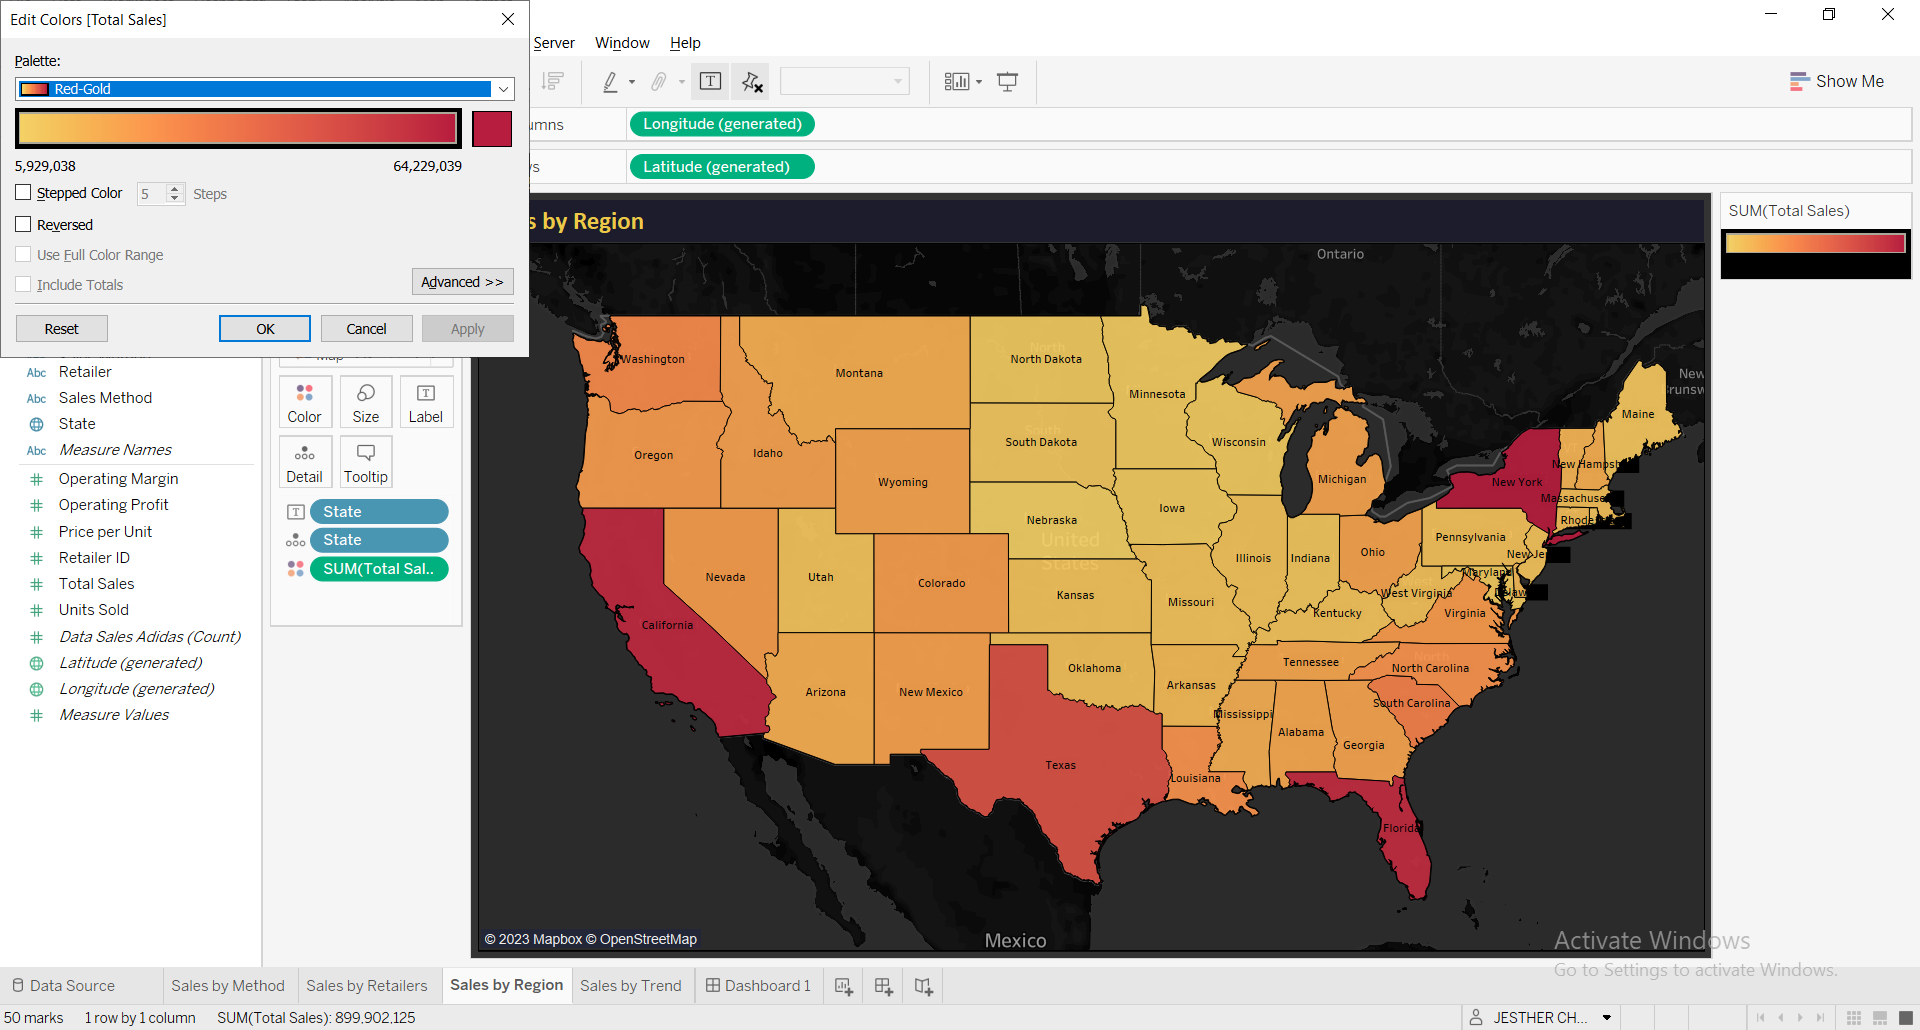 Edit Colors [Total Sales]
Palette:
Red-Gold
5,929,038
64,229,039
Stepped Color
5
Steps
Reversed
Use Full Color Range
Include Totals
Advanced >>
Reset
OK
Cancel
Apply
Server
Window
Help
Show Me
Longitude (generated)
Latitude (generated)
by Region
SUM(Total Sales)
Abc Retailer
Abc Sales Method
State
Abc Measure Names
Operating Margin
Operating Profit
Price per Unit
Retailer ID
Total Sales
Units Sold
Data Sales Adidas (Count)
Latitude (generated)
Longitude (generated)
Measure Values
Color
Size
Label
Detail
Tooltip
State
State
SUM(Total Sal..
Ontario
Washington
Montana
North Dakota
Minnesota
Maine
Oregon
Idaho
South Dakota
Wisconsin
Wyoming
Michigan
New York
Iowa
Nebraska
United
States
Pennsylvania
Nevada
Utah
Colorado
Illinois
Indiana
Ohio
Kansas
Missouri
Kentucky
West Virginia
Maryland
Virginia
California
Oklahoma
Tennessee
North Carolina
Arizona
New Mexico
Arkansas
South Carolina
Mississippi
Alabama
Georgia
Texas
Louisiana
Florida
Mexico
© 2023 Mapbox © OpenStreetMap
Activate Windows
Go to Settings to activate Windows.
Data Source
Sales by Method
Sales by Retailers
Sales by Region
Sales by Trend
Dashboard 1
50 marks
1 row by 1 column
SUM(Total Sales): 899,902,125
JESTHER CH...